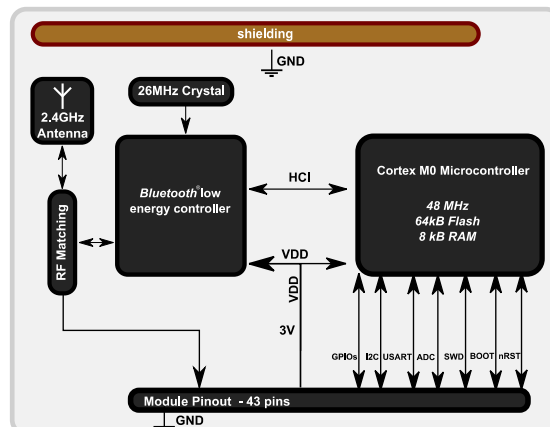 shielding
GND
2.4GHz
Antenna
26MHz Crystal
Bluetooth® low
energy controller
HCI
Cortex M0 Microcontroller
48 MHz
64kB Flash
8 kB RAM
RF Matching
VDD
VDD
3V
GPIOs
I2C
USART
ADC
SWD
BOOT
nRST
Module Pinout - 43 pins
GND